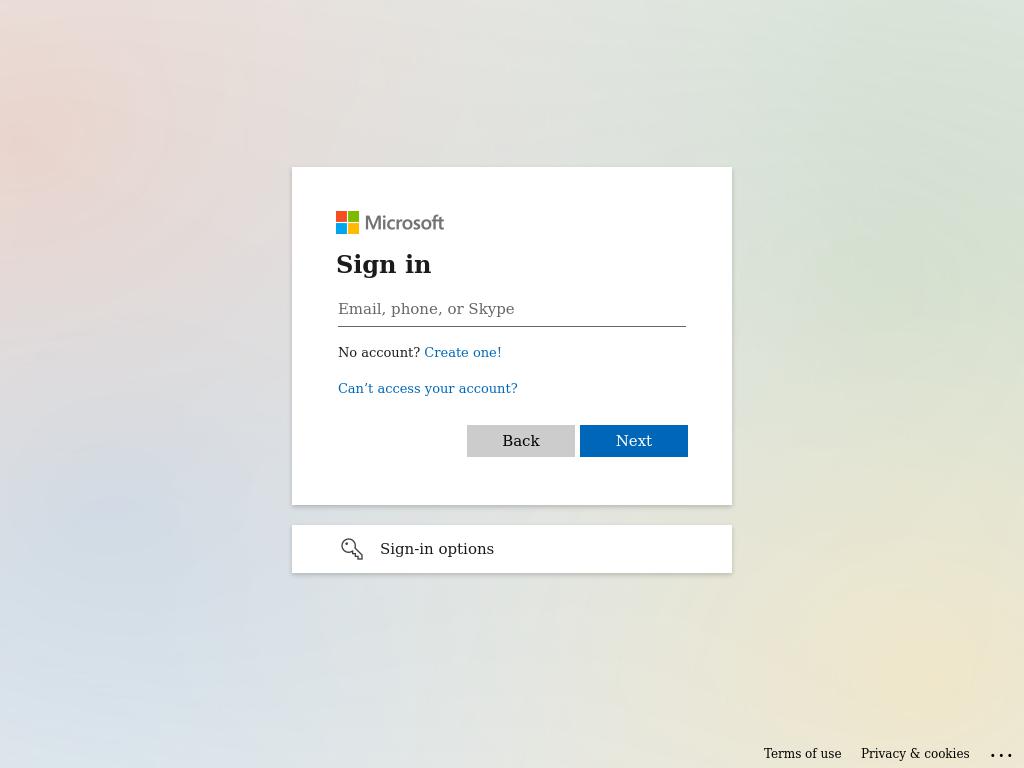 Microsoft
Sign in
Email, phone, or Skype
No account? Create one!
Can’t access your account?
Back
Next
Sign-in options
Terms of use
Privacy & cookies
...